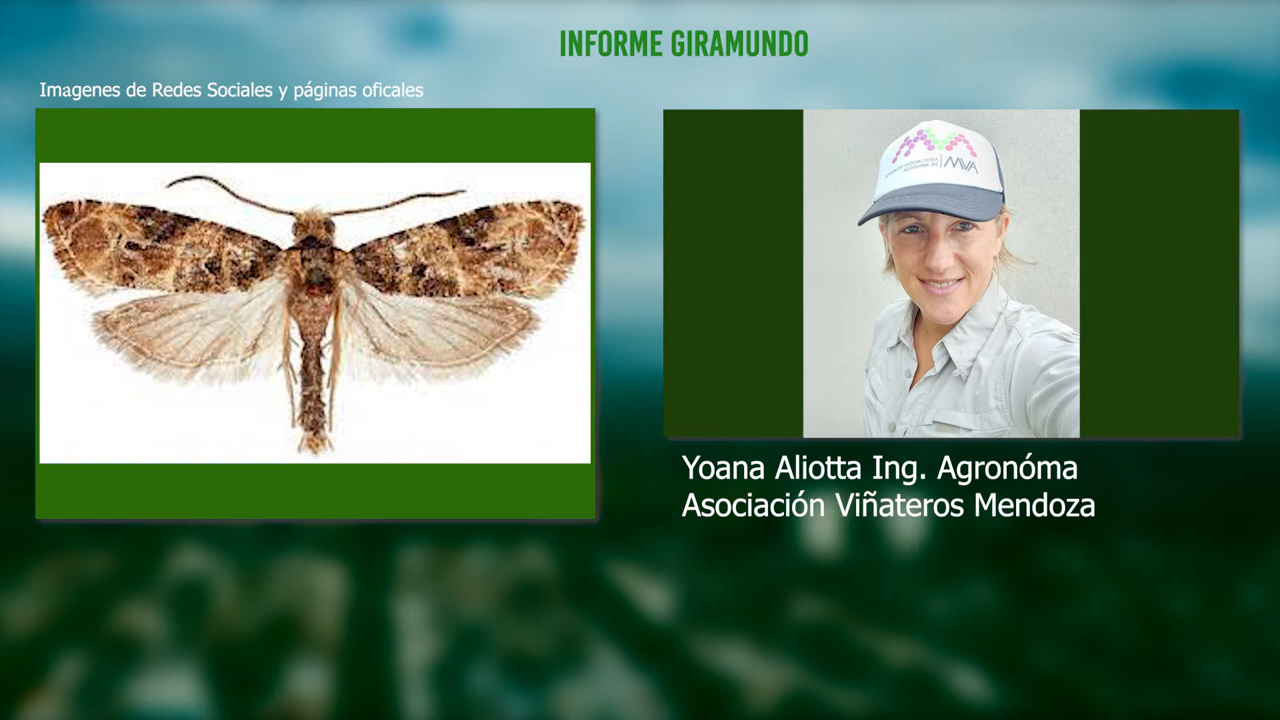 INFORME GIRAMUNDO
Imagenes de Redes Sociales y páginas oficales
MVA
Yoana Aliotta Ing. Agronóma
Asociación Viñateros Mendoza